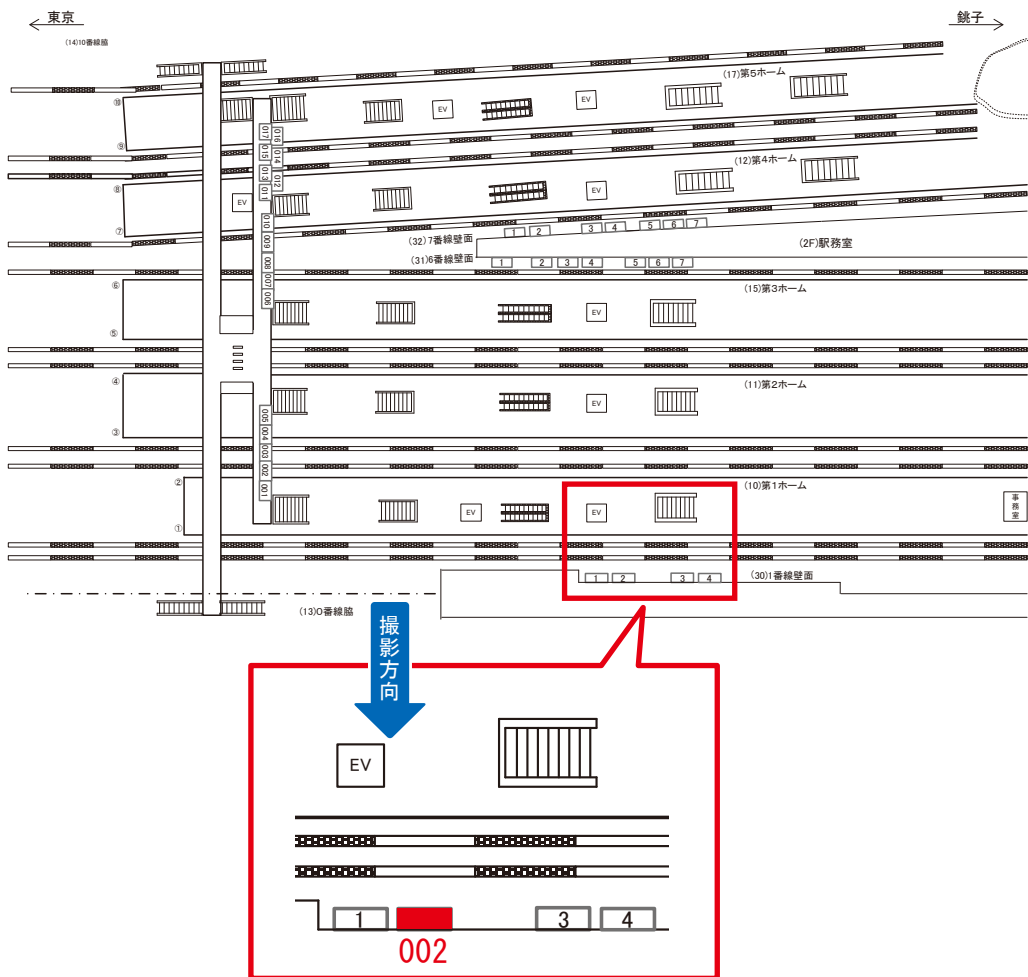 東京
銚子
(14)10番線脇
(17)第5ホーム
⑩
EV
EV
⑨
017
016
015
014
(12)第4ホーム
⑧
013
012
011
EV
EV
⑦
010
(32)7番線壁面
1
2
3
4
5
6
7
009
(2F)駅務室
(31)6番線壁面
1
2
3
4
5
6
7
008
007
006
⑥
(15)第3ホーム
EV
⑤
④
(11)第2ホーム
EV
005
③
004
003
002
001
②
(10)第1ホーム
EV
EV
事務室
①
1
2
3
4
(30)1番線壁面
(13)0番線脇
撮影方向
EV
1
3
4
002